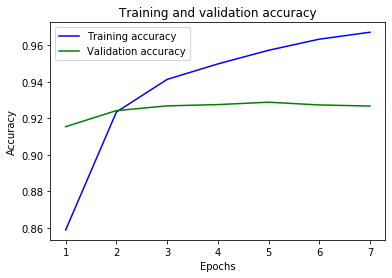 Training and validation accuracy
Training accuracy
Validation accuracy
0.96
0.94
0.92
0.90
0.88
0.86
Accuracy
1 2 3 4 5 6 7
Epochs